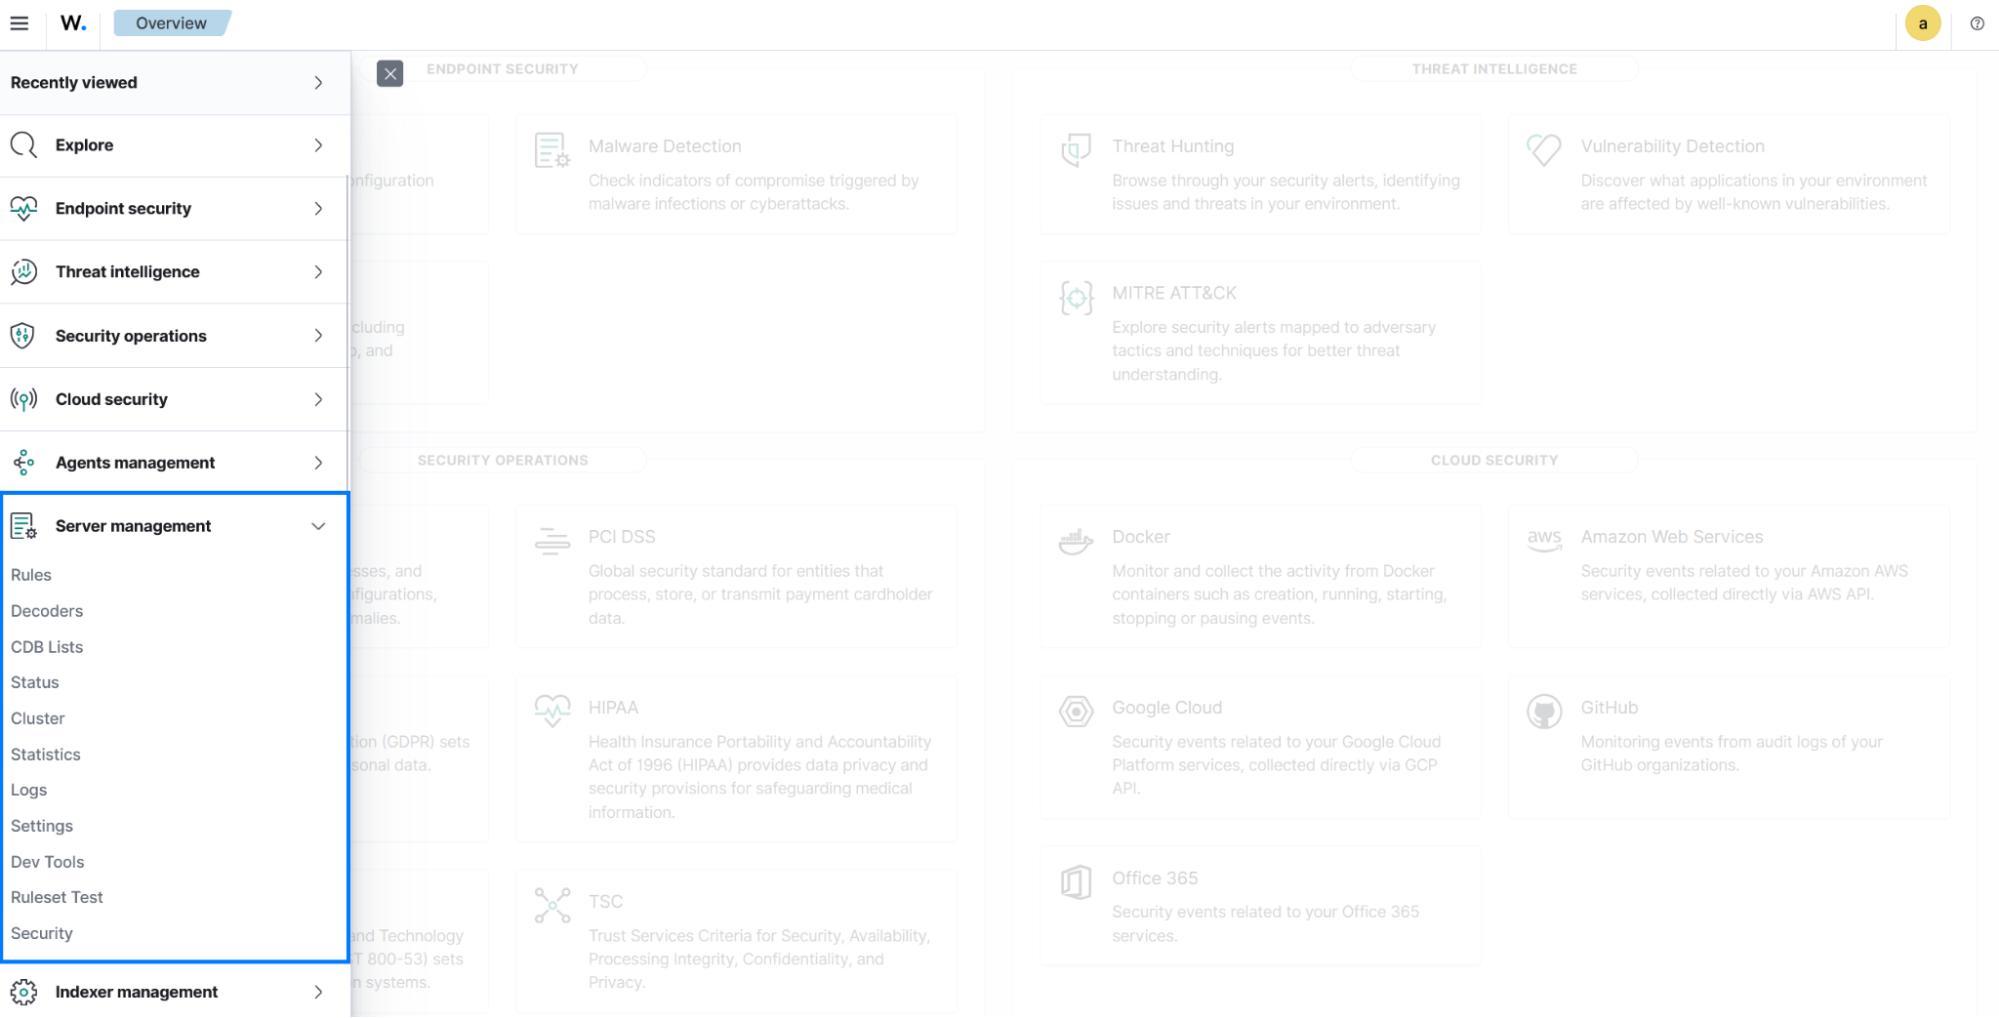 W.
Overview
a
Recently viewed
Explore
Endpoint security
Threat intelligence
Security operations
Cloud security
Agents management
Server management
Rules
Decoders
CDB Lists
Status
Cluster
Statistics
Logs
Settings
Dev Tools
Ruleset Test
Security
Indexer management
ENDPOINT SECURITY
Malware Detection
Check indicators of compromise triggered by
malware infections or cyberattacks.
THREAT INTELLIGENCE
Threat Hunting
Browse through your security alerts, identifying
issues and threats in your environment.
Vulnerability Detection
Discover what applications in your environment
are affected by well-known vulnerabilities.
MITRE ATT&CK
Explore security alerts mapped to adversary
tactics and techniques for better threat
understanding.
SECURITY OPERATIONS
and
PCI DSS
Global security standard for entities that
process, store, or transmit payment cardholder
data.
(GDPR) sets
data.
HIPAA
Health Insurance Portability and Accountability
Act of 1996 (HIPAA) provides data privacy and
security provisions for safeguarding medical
information.
and Technology
800-53) sets
systems.
TSC
Trust Services Criteria for Security, Availability,
Processing Integrity, Confidentiality, and
Privacy.
CLOUD SECURITY
Docker
Monitor and collect the activity from Docker
containers such as creation, running, starting,
stopping or pausing events.
aws
Amazon Web Services
Security events related to your Amazon AWS
services, collected directly via AWS API.
Google Cloud
Security events related to your Google Cloud
Platform services, collected directly via GCP
API.
GitHub
Monitoring events from audit logs of your
GitHub organizations.
Office 365
Security events related to your Office 365
services.